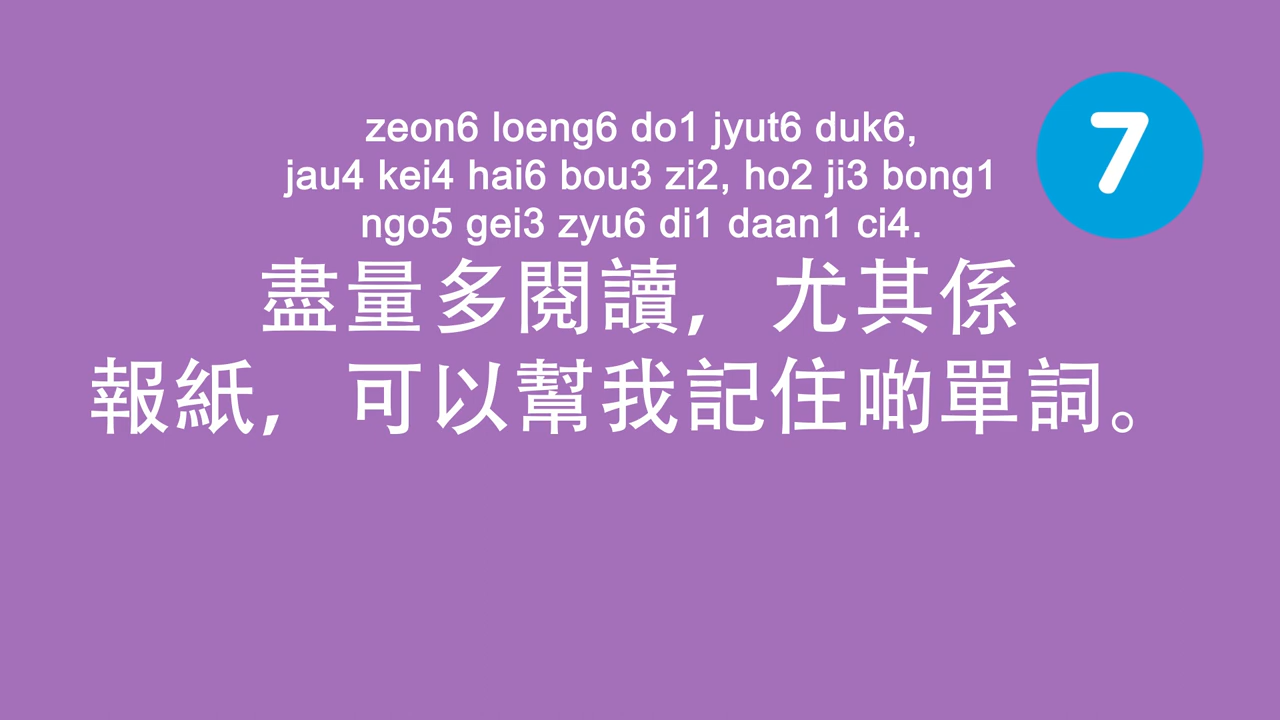 zeon6 loeng6 do1 jyut6 duk6,
jau4 kei4 hai6 bou3 zi2, ho2 ji3 bong1
ngo5 gei3 zyu6 di1 daan1 ci4.
7
盡量多閱讀，尤其係
報紙，可以幫我記住啲單詞。